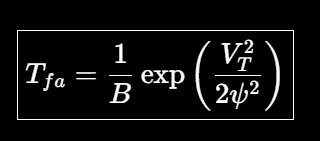 T_{fa} = \frac{1}{B} \exp\left(\frac{V_T^2}{2\psi^2}\right)